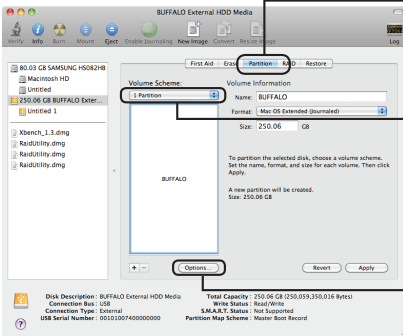 BUFFALO External HDD Media
Verify Info Burn Mount Eject Enable Journaling New Image Convert Resize Image Log
First Aid Erase Partition RAID Restore
80.03 GB SAMSUNG HS082HB
Macintosh HD
Untitled
250.06 GB BUFFALO Exter...
Untitled 1
Xbench_1.3.dmg
RaidUtility.dmg
RaidUtility.dmg
RaidUtility.dmg
Volume Scheme:
1 Partition
BUFFALO
Volume Information
Name: BUFFALO
Format: Mac OS Extended (Journaled)
Size: 250.06 GB
To partition the selected disk, choose a volume scheme.
Set the name, format, and size for each volume. Then click
Apply.
A new partition will be created.
Size: 250.06 GB
+ − Options... Revert Apply
Disk Description : BUFFALO External HDD Media
Connection Bus : USB
Connection Type : External
USB Serial Number : 00101007400000000
Total Capacity : 250.06 GB (250,059,350,016 Bytes)
Write Status : Read/Write
S.M.A.R.T. Status : Not Supported
Partition Map Scheme : Master Boot Record
?